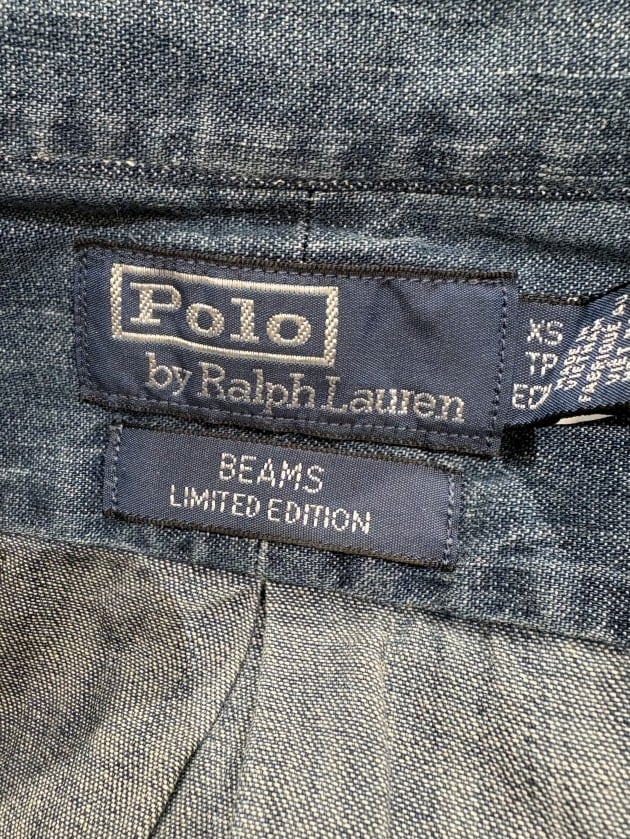 Polo
by Ralph Lauren
XS
TP
BEAMS
LIMITED EDITION